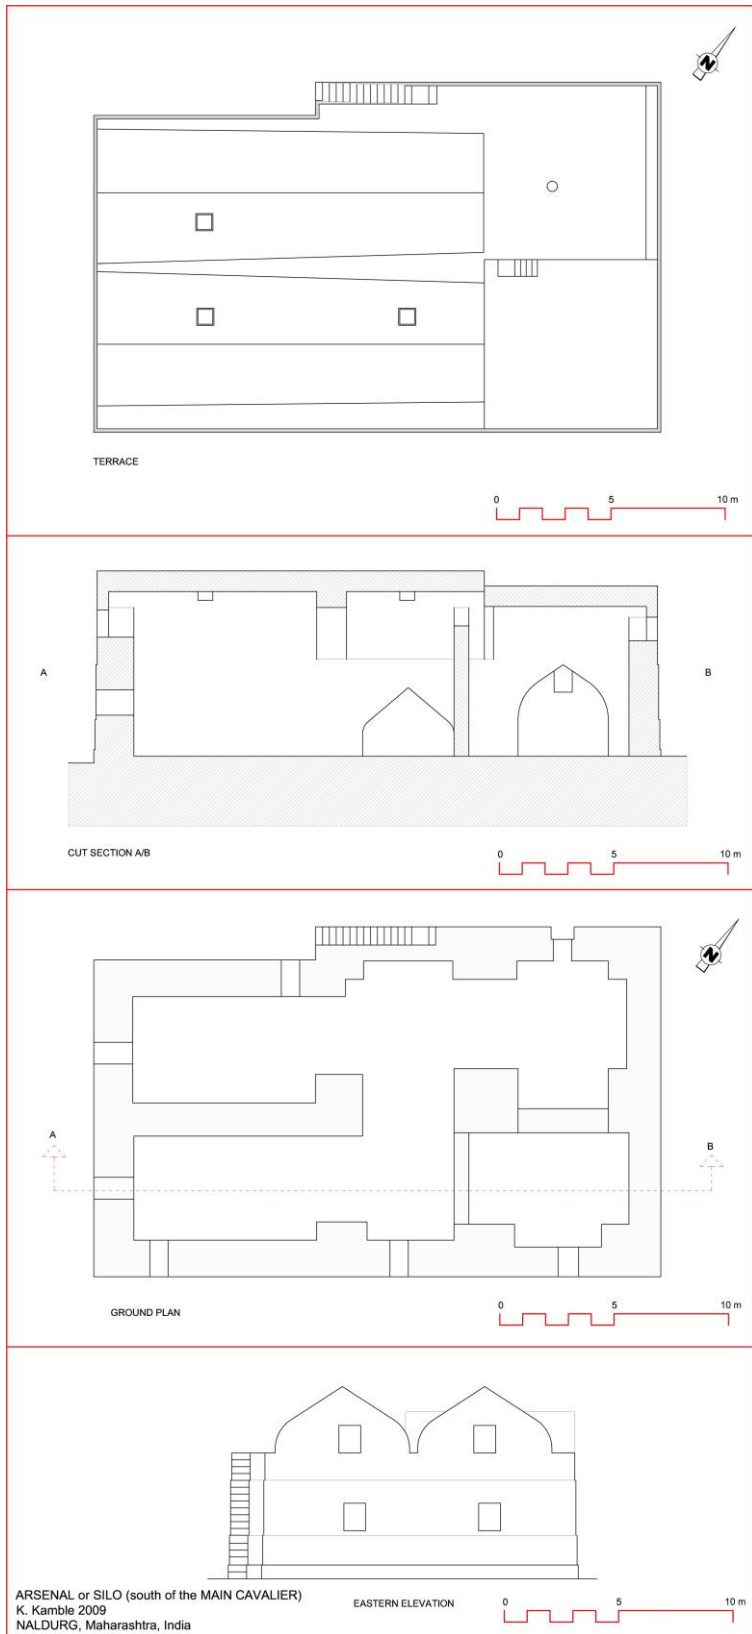 N
TERRACE
0 5 10 m
A
B
CUT SECTION A/B
0 5 10 m
N
A
B
GROUND PLAN
0 5 10 m
ARSENAL or SILO (south of the MAIN CAVALIER)
K. Kamble 2009
NALDURG, Maharashtra, India
EASTERN ELEVATION
0 5 10 m